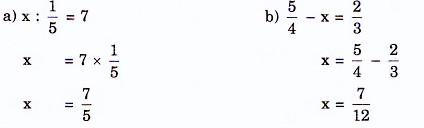 a) x : 1/5 = 7
x = 7 × 1/5
x = 7/5
b) 5/4 - x = 2/3
x = 5/4 - 2/3
x = 7/12